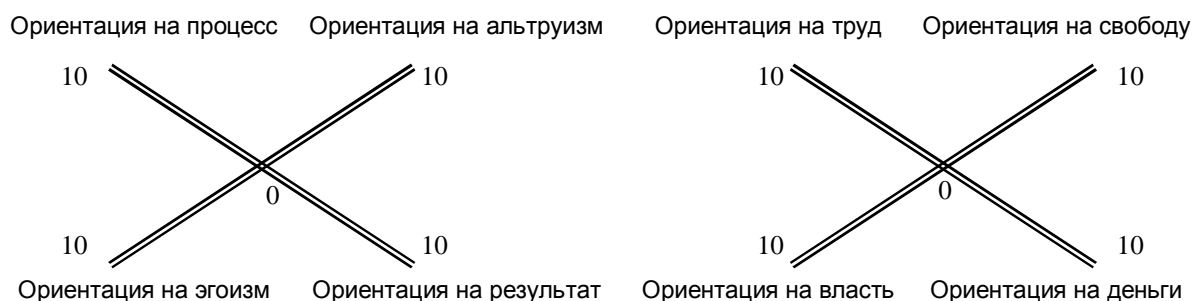 Ориентация на процесс Ориентация на альтруизм Ориентация на труд Ориентация на свободу
10 10 10 10
0 0
10 10 10 10
Ориентация на эгоизм Ориентация на результат Ориентация на власть Ориентация на деньги